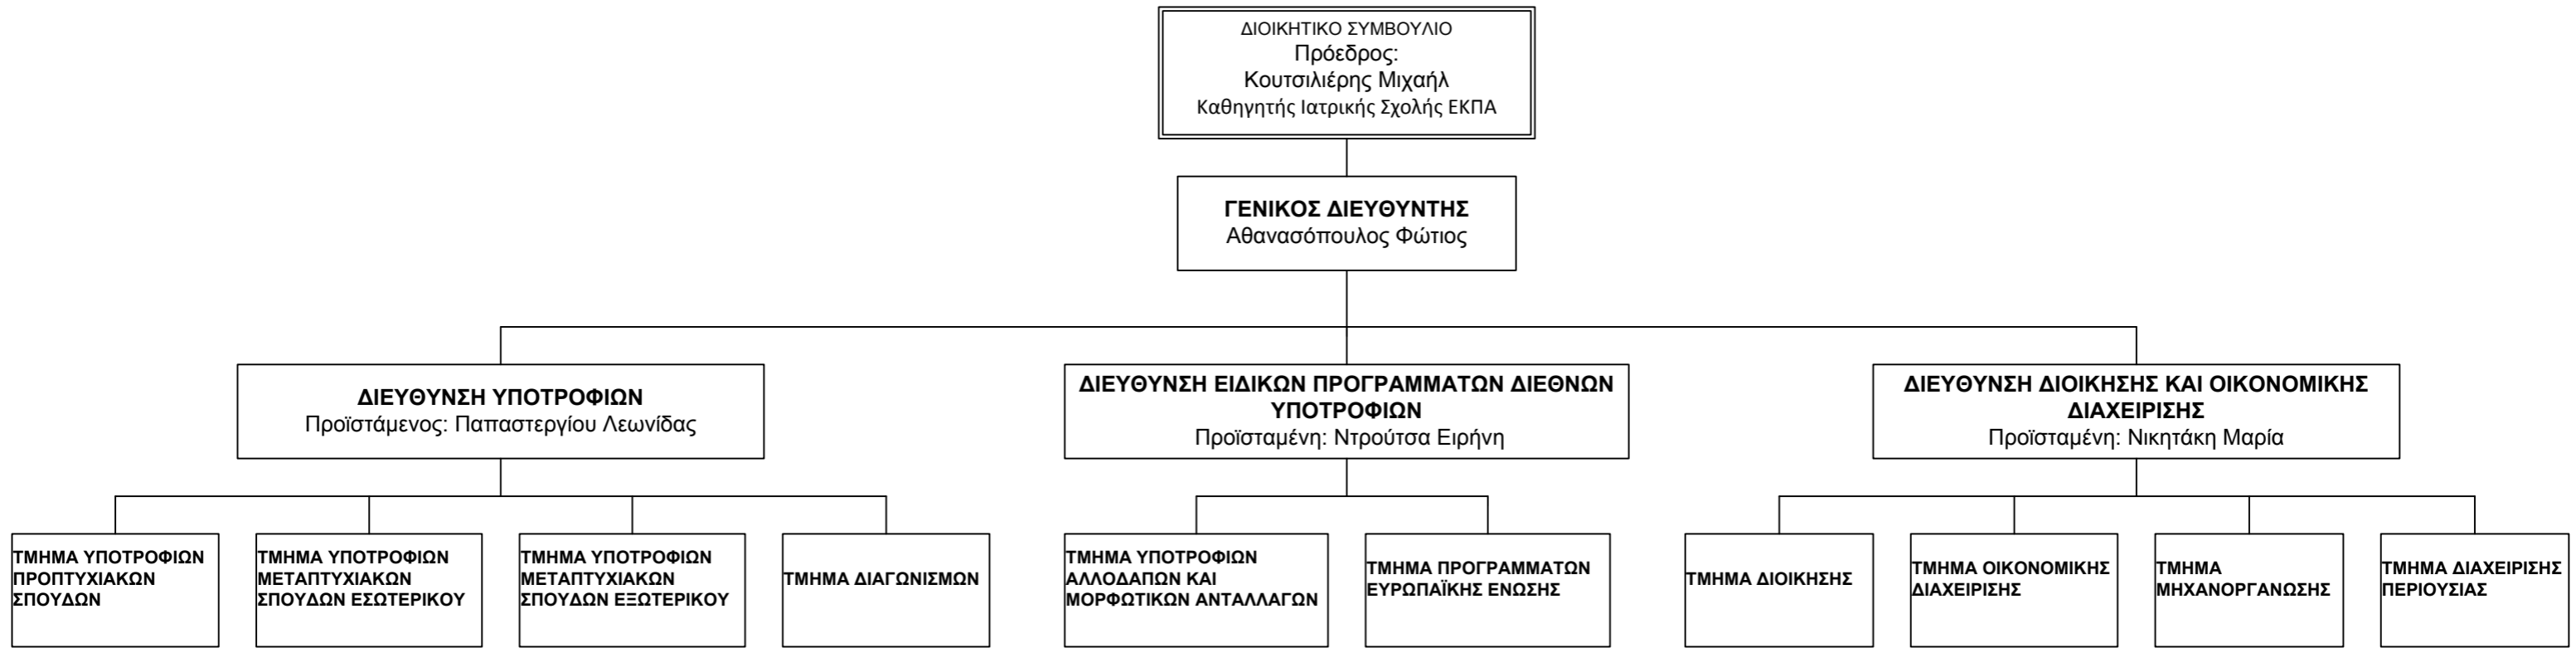 ΔΙΟΙΚΗΤΙΚΟ ΣΥΜΒΟΥΛΙΟ
Πρόεδρος:
Κουτσιλιέρης Μιχαήλ
Καθηγητής Ιατρικής Σχολής ΕΚΠΑ
ΓΕΝΙΚΟΣ ΔΙΕΥΘΥΝΤΗΣ
Αθανασόπουλος Φώτιος
ΔΙΕΥΘΥΝΣΗ ΥΠΟΤΡΟΦΙΩΝ
Προϊστάμενος: Παπαστεργίου Λεωνίδας
ΔΙΕΥΘΥΝΣΗ ΕΙΔΙΚΩΝ ΠΡΟΓΡΑΜΜΑΤΩΝ ΔΙΕΘΝΩΝ
ΥΠΟΤΡΟΦΙΩΝ
Προϊσταμένη: Ντρούτσα Ειρήνη
ΔΙΕΥΘΥΝΣΗ ΔΙΟΙΚΗΣΗΣ ΚΑΙ ΟΙΚΟΝΟΜΙΚΗΣ
ΔΙΑΧΕΙΡΙΣΗΣ
Προϊσταμένη: Νικητάκη Μαρία
ΤΜΗΜΑ ΥΠΟΤΡΟΦΙΩΝ
ΠΡΟΠΤΥΧΙΑΚΩΝ
ΣΠΟΥΔΩΝ
ΤΜΗΜΑ ΥΠΟΤΡΟΦΙΩΝ
ΜΕΤΑΠΤΥΧΙΑΚΩΝ
ΣΠΟΥΔΩΝ ΕΣΩΤΕΡΙΚΟΥ
ΤΜΗΜΑ ΥΠΟΤΡΟΦΙΩΝ
ΜΕΤΑΠΤΥΧΙΑΚΩΝ
ΣΠΟΥΔΩΝ ΕΞΩΤΕΡΙΚΟΥ
ΤΜΗΜΑ ΔΙΑΓΩΝΙΣΜΩΝ
ΤΜΗΜΑ ΥΠΟΤΡΟΦΙΩΝ
ΑΛΛΟΔΑΠΩΝ ΚΑΙ
ΜΟΡΦΩΤΙΚΩΝ ΑΝΤΑΛΛΑΓΩΝ
ΤΜΗΜΑ ΠΡΟΓΡΑΜΜΑΤΩΝ
ΕΥΡΩΠΑΪΚΗΣ ΕΝΩΣΗΣ
ΤΜΗΜΑ ΔΙΟΙΚΗΣΗΣ
ΤΜΗΜΑ ΟΙΚΟΝΟΜΙΚΗΣ
ΔΙΑΧΕΙΡΙΣΗΣ
ΤΜΗΜΑ
ΜΗΧΑΝΟΡΓΑΝΩΣΗΣ
ΤΜΗΜΑ ΔΙΑΧΕΙΡΙΣΗΣ
ΠΕΡΙΟΥΣΙΑΣ